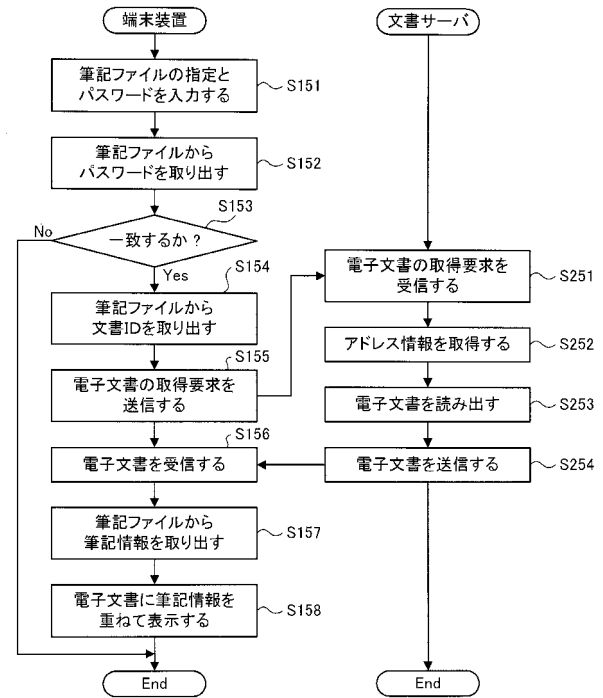 端末装置
筆記ファイルの指定と
パスワードを入力する
S151
筆記ファイルから
パスワードを取り出す
S152
S153
一致するか？
No
Yes
S154
筆記ファイルから
文書IDを取り出す
S155
電子文書の取得要求を
送信する
S156
電子文書を受信する
筆記ファイルから
筆記情報を取り出す
S157
電子文書に筆記情報を
重ねて表示する
S158
End
文書サーバ
電子文書の取得要求を
受信する
S251
アドレス情報を取得する
S252
電子文書を読み出す
S253
電子文書を送信する
S254
End